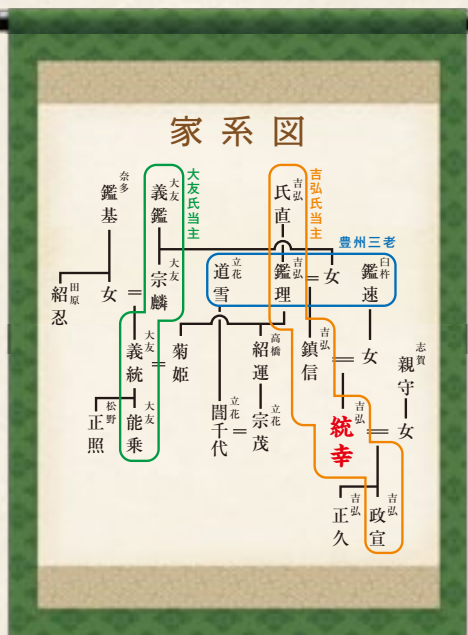 家系図
大友氏当主
吉弘氏当主
豊州三老
奈多
鑑基
大友
義鑑
吉弘
氏直
田原
紹忍
女
大友
宗麟
立花
道雪
吉弘
鑑理
女
臼杵
鑑速
大友
義統
菊姫
高橋
紹運
吉弘
鎮信
女
志賀
親守
松野
正照
大友
能乗
立花
誾千代
立花
宗茂
吉弘
統幸
女
吉弘
正久
吉弘
政宣